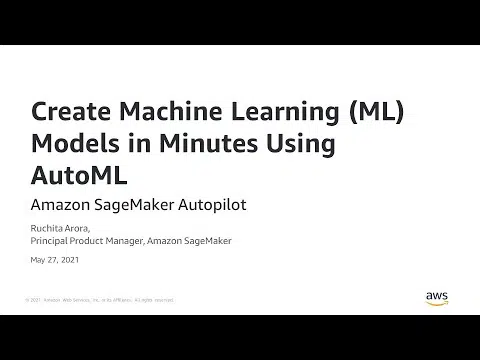 Create Machine Learning (ML)
Models in Minutes Using
AutoML
Amazon SageMaker Autopilot
Ruchita Arora,
Principal Product Manager, Amazon SageMaker
May 27, 2021
© 2021, Amazon Web Services, Inc. or its Affiliates. All rights reserved.
aws